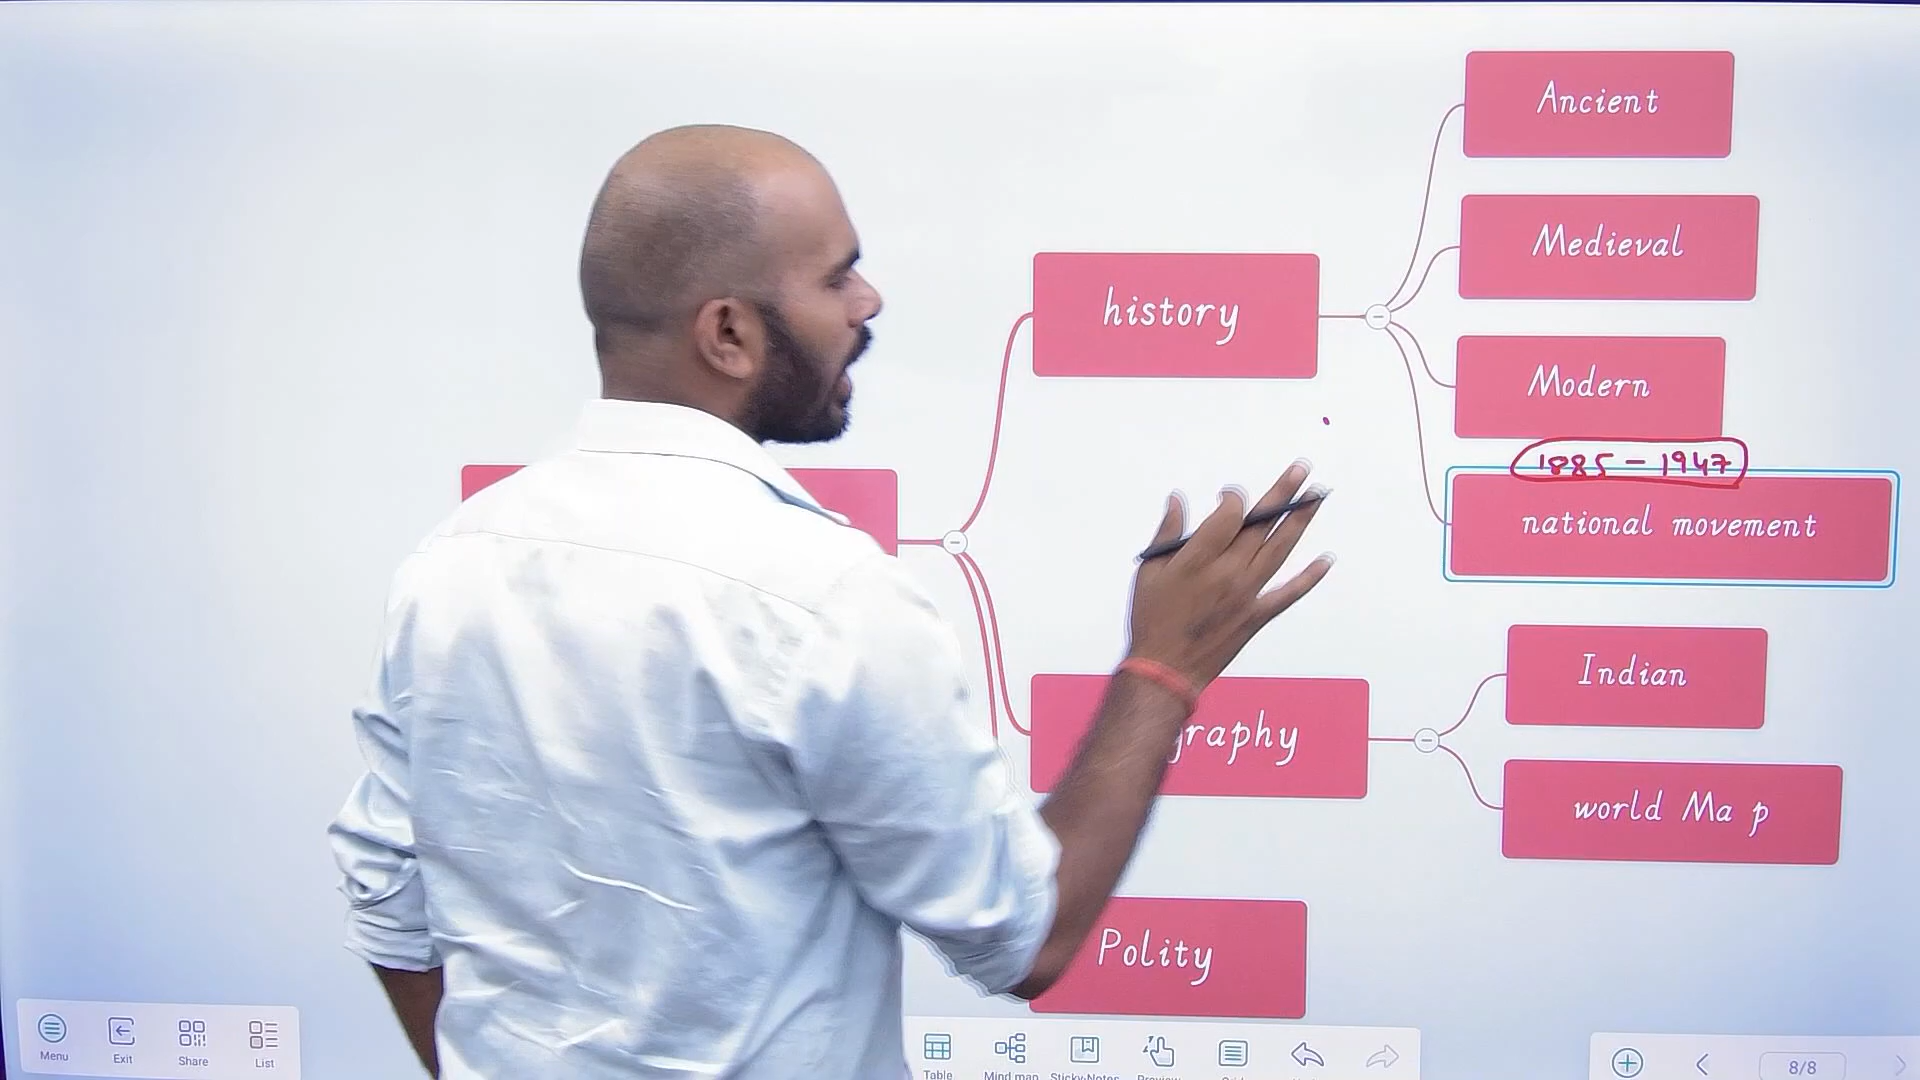 Ancient
Medieval
history
Modern
1885 - 1947
national movement
Indian
graphy
world Ma p
Polity
Menu
Exit
Share
List
Table
Mind map
Sticky Notes
Preview
8/8